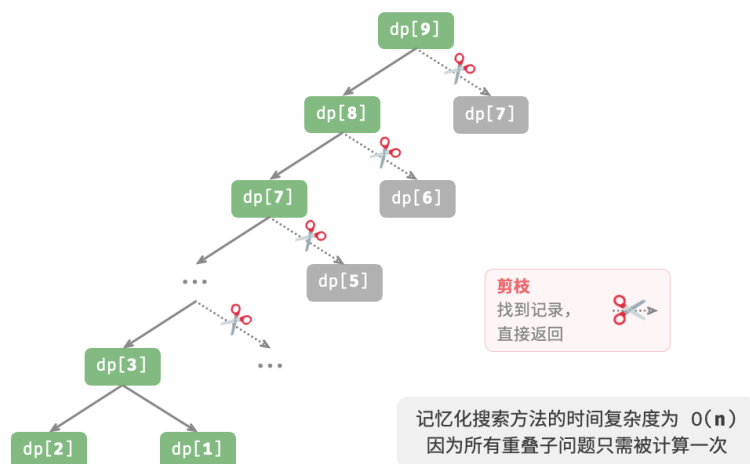 dp[9]
dp[8]
dp[7]
dp[7]
dp[6]
...
dp[5]
剪枝
找到记录，
直接返回
dp[3]
...
dp[2]
dp[1]
记忆化搜索方法的时间复杂度为 O(n)
因为所有重叠子问题只需被计算一次